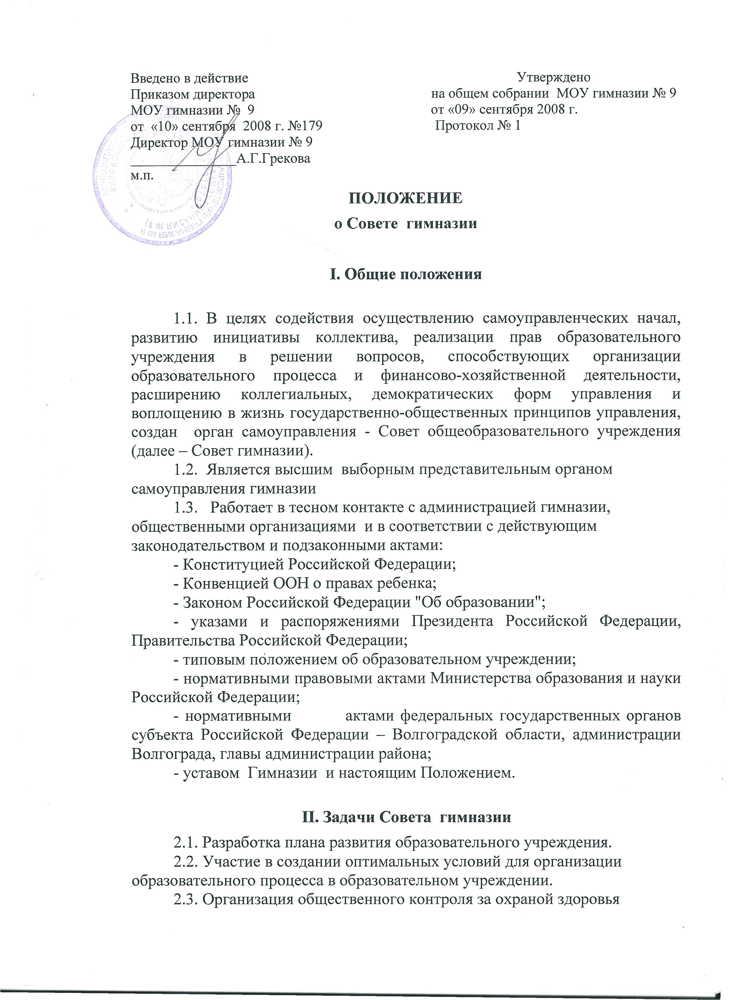 Введено в действие
Приказом директора
МОУ гимназии № 9
от «10» сентября 2008 г. №179
Директор МОУ гимназии № 9
_______________А.Г.Грекова
м.п.
Утверждено
на общем собрании МОУ гимназии № 9
от «09» сентября 2008 г.
Протокол № 1
ПОЛОЖЕНИЕ
о Совете гимназии
I. Общие положения
1.1. В целях содействия осуществлению самоуправленческих начал,
развитию инициативы коллектива, реализации прав образовательного
учреждения в решении вопросов, способствующих организации
образовательного процесса и финансово-хозяйственной деятельности,
расширению коллегиальных, демократических форм управления и
воплощению в жизнь государственно-общественных принципов управления,
создан орган самоуправления - Совет общеобразовательного учреждения
(далее – Совет гимназии).
1.2. Является высшим выборным представительным органом
самоуправления гимназии
1.3. Работает в тесном контакте с администрацией гимназии,
общественными организациями и в соответствии с действующим
законодательством и подзаконными актами:
- Конституцией Российской Федерации;
- Конвенцией ООН о правах ребенка;
- Законом Российской Федерации "Об образовании";
- указами и распоряжениями Президента Российской Федерации,
Правительства Российской Федерации;
- типовым положением об образовательном учреждении;
- нормативными правовыми актами Министерства образования и науки
Российской Федерации;
- нормативными актами федеральных государственных органов
субъекта Российской Федерации – Волгоградской области, администрации
Волгограда, главы администрации района;
- уставом Гимназии и настоящим Положением.
II. Задачи Совета гимназии
2.1. Разработка плана развития образовательного учреждения.
2.2. Участие в создании оптимальных условий для организации
образовательного процесса в образовательном учреждении.
2.3. Организация общественного контроля за охраной здоровья